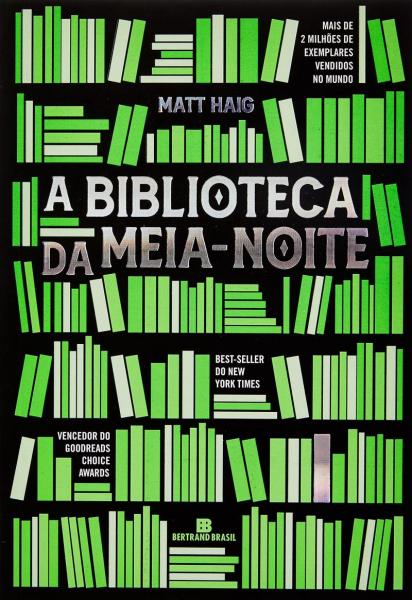 MAIS DE
2 MILHÕES DE
EXEMPLARES
VENDIDOS
NO MUNDO
MATT HAIG
A BIBLIOTECA
DA MEIA-NOITE
BEST-SELLER
DO NEW
YORK TIMES
VENCEDOR DO
GOODREADS
CHOICE
AWARDS
BB
BERTRAND BRASIL